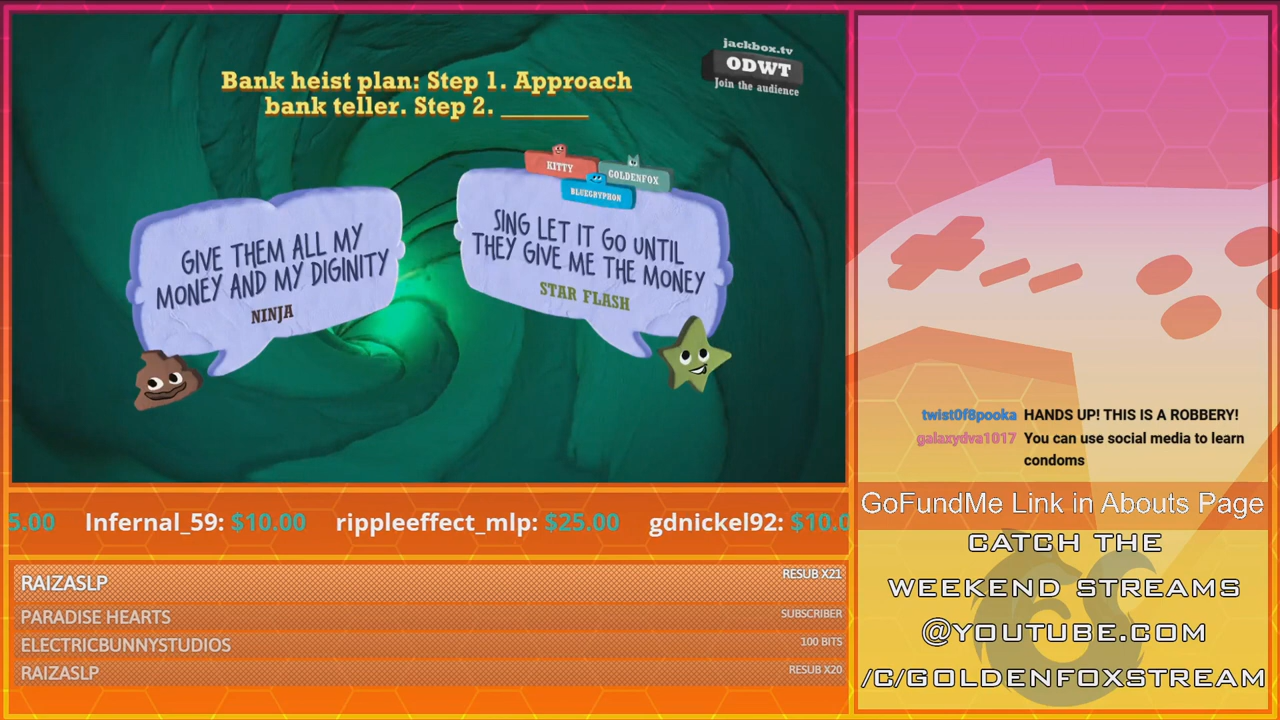 jackbox.tv
ODWT
Join the audience
Bank heist plan: Step 1. Approach
bank teller. Step 2. ________
KITTY
GOLDENFOX
BLUEGRYPHON
GIVE THEM ALL MY
MONEY AND MY DIGINITY
NINJA
SING LET IT GO UNTIL
THEY GIVE ME THE MONEY
STAR FLASH
twist0f8pooka HANDS UP! THIS IS A ROBBERY!
galaxydva1017 You can use social media to learn
condoms
5.00 Infernal_59: $10.00 rippleeffect_mlp: $25.00 gdnickel92: $10.0
RAIZASLP RESUB X21
PARADISE HEARTS SUBSCRIBER
ELECTRICBUNNYSTUDIOS 100 BITS
RAIZASLP RESUB X20
GoFundMe Link in Abouts Page
CATCH THE
WEEKEND STREAMS
@YOUTUBE.COM
/C/GOLDENFOXSTREAM